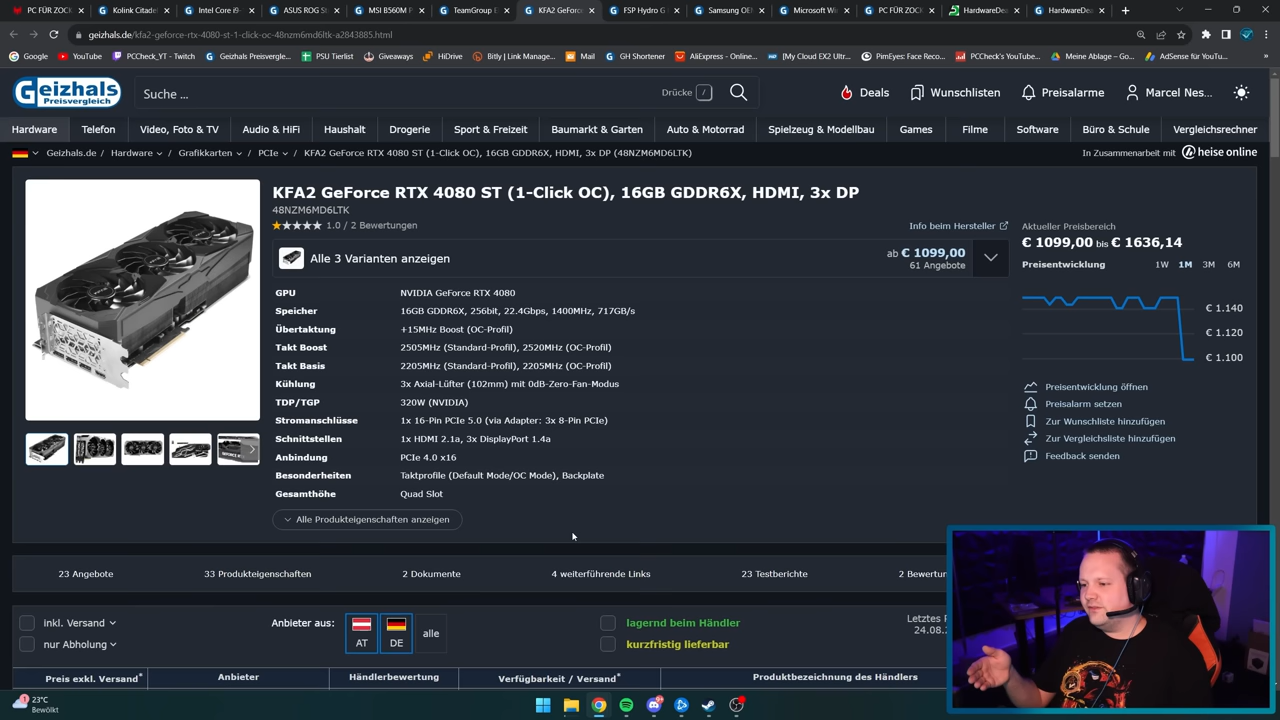 PC FÜR ZOCK
Kolink Citadel
Intel Core i9-
ASUS ROG St
MSI B560M P
TeamGroup E
KFA2 GeForc
FSP Hydro G
Samsung OE
Microsoft Wi
PC FÜR ZOCK
HardwareDea
HardwareDea
geizhals.de/kfa2-geforce-rtx-4080-st-1-click-oc-48nzm6md6ltk-a2843885.html
Google
YouTube
PCCheck_YT - Twitch
Geizhals Preisvergle...
PSU Tierlist
Giveaways
HiDrive
Bitly | Link Manage...
Mail
GH Shortener
AliExpress - Online...
[My Cloud EX2 Ultr...
PimEyes: Face Reco...
PCCheck's YouTube...
Meine Ablage – Go...
AdSense für YouTu...
»
Geizhals
Preisvergleich
Suche ...
Drücke /
Deals
Wunschlisten
Preisalarme
Marcel Nes...
Hardware
Telefon
Video, Foto & TV
Audio & HiFi
Haushalt
Drogerie
Sport & Freizeit
Baumarkt & Garten
Auto & Motorrad
Spielzeug & Modellbau
Games
Filme
Software
Büro & Schule
Vergleichsrechner
Geizhals.de / Hardware / Grafikkarten / PCIe / KFA2 GeForce RTX 4080 ST (1-Click OC), 16GB GDDR6X, HDMI, 3x DP (48NZM6MD6LTK)
In Zusammenarbeit mit heise online
KFA2 GeForce RTX 4080 ST (1-Click OC), 16GB GDDR6X, HDMI, 3x DP
48NZM6MD6LTK
1.0 / 2 Bewertungen
Info beim Hersteller
Alle 3 Varianten anzeigen
ab € 1099,00
61 Angebote
GPU NVIDIA GeForce RTX 4080
Speicher 16GB GDDR6X, 256bit, 22.4Gbps, 1400MHz, 717GB/s
Übertaktung +15MHz Boost (OC-Profil)
Takt Boost 2505MHz (Standard-Profil), 2520MHz (OC-Profil)
Takt Basis 2205MHz (Standard-Profil), 2205MHz (OC-Profil)
Kühlung 3x Axial-Lüfter (102mm) mit 0dB-Zero-Fan-Modus
TDP/TGP 320W (NVIDIA)
Stromanschlüsse 1x 16-Pin PCIe 5.0 (via Adapter: 3x 8-Pin PCIe)
Schnittstellen 1x HDMI 2.1a, 3x DisplayPort 1.4a
Anbindung PCIe 4.0 x16
Besonderheiten Taktprofile (Default Mode/OC Mode), Backplate
Gesamthöhe Quad Slot
Alle Produkteigenschaften anzeigen
Aktueller Preisbereich
€ 1099,00 bis € 1636,14
Preisentwicklung 1W 1M 3M 6M
€ 1.140
€ 1.120
€ 1.100
Preisentwicklung öffnen
Preisalarm setzen
Zur Wunschliste hinzufügen
Zur Vergleichsliste hinzufügen
Feedback senden
23 Angebote
33 Produkteigenschaften
2 Dokumente
4 weiterführende Links
23 Testberichte
2 Bewertun
inkl. Versand
nur Abholung
Anbieter aus:
AT
DE
alle
lagernd beim Händler
kurzfristig lieferbar
Letztes
24.08.
Preis exkl. Versand*
Anbieter
Händlerbewertung
Verfügbarkeit / Versand*
Produktbezeichnung des Händlers
1
23°C
Bewölkt